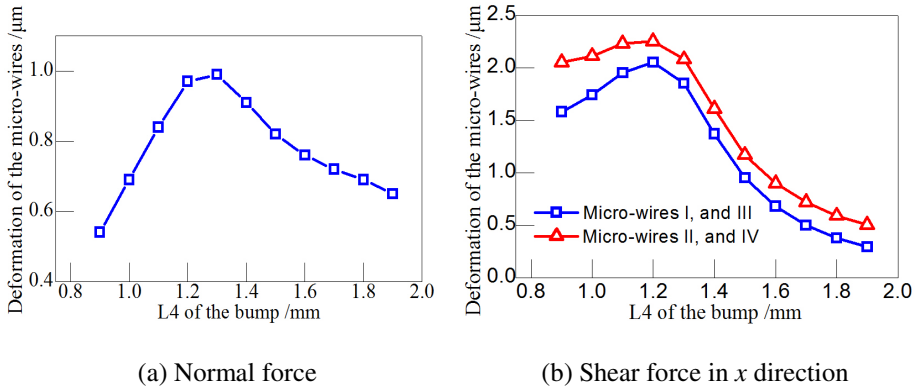 Deformation of the micro-wires /μm
1.0
0.8
0.6
0.4
0.8 1.0 1.2 1.4 1.6 1.8 2.0
L4 of the bump /mm
(a) Normal force
Deformation of the micro-wires /μm
2.5
2.0
1.5
1.0
0.5
0.0
Micro-wires I, and III
Micro-wires II, and IV
0.8 1.0 1.2 1.4 1.6 1.8 2.0
L4 of the bump /mm
(b) Shear force in x direction